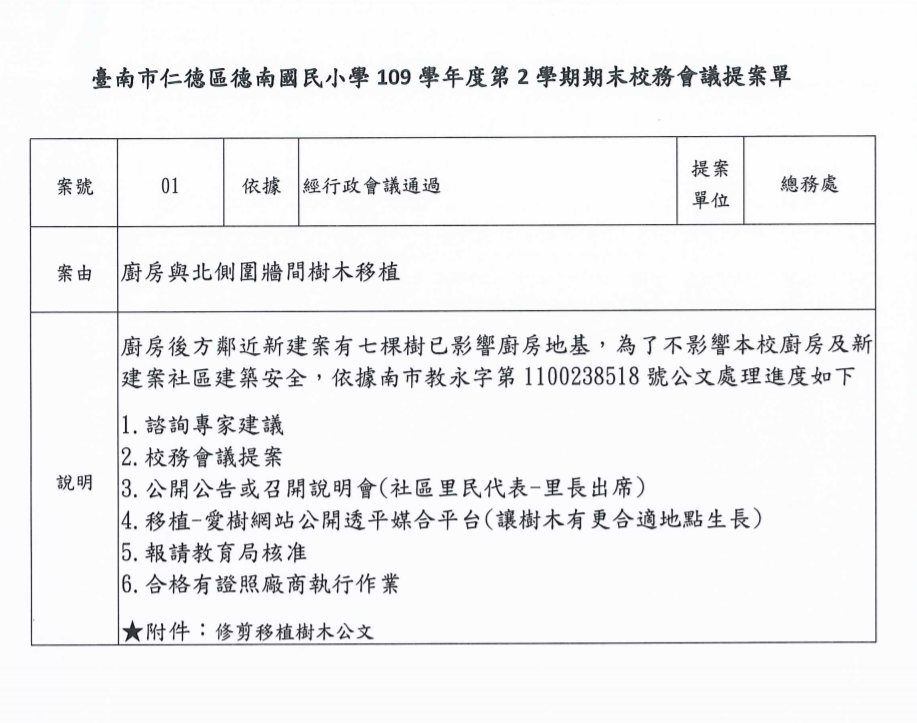 臺南市仁德區德南國民小學 109 學年度第 2 學期期末校務會議提案單
案號 01 依據 經行政會議通過 提案單位 總務處
案由 廚房與北側圍牆間樹木移植
說明
廚房後方鄰近新建案有七棵樹已影響廚房地基，為了不影響本校廚房及新
建案社區建築安全，依據南市教永字第 1100238518 號公文處理進度如下
1. 諮詢專家建議
2. 校務會議提案
3. 公開公告或召開說明會(社區里民代表-里長出席)
4. 移植-愛樹網站公開透平媒合平台(讓樹木有更合適地點生長)
5. 報請教育局核准
6. 合格有證照廠商執行作業
★附件：修剪移植樹木公文